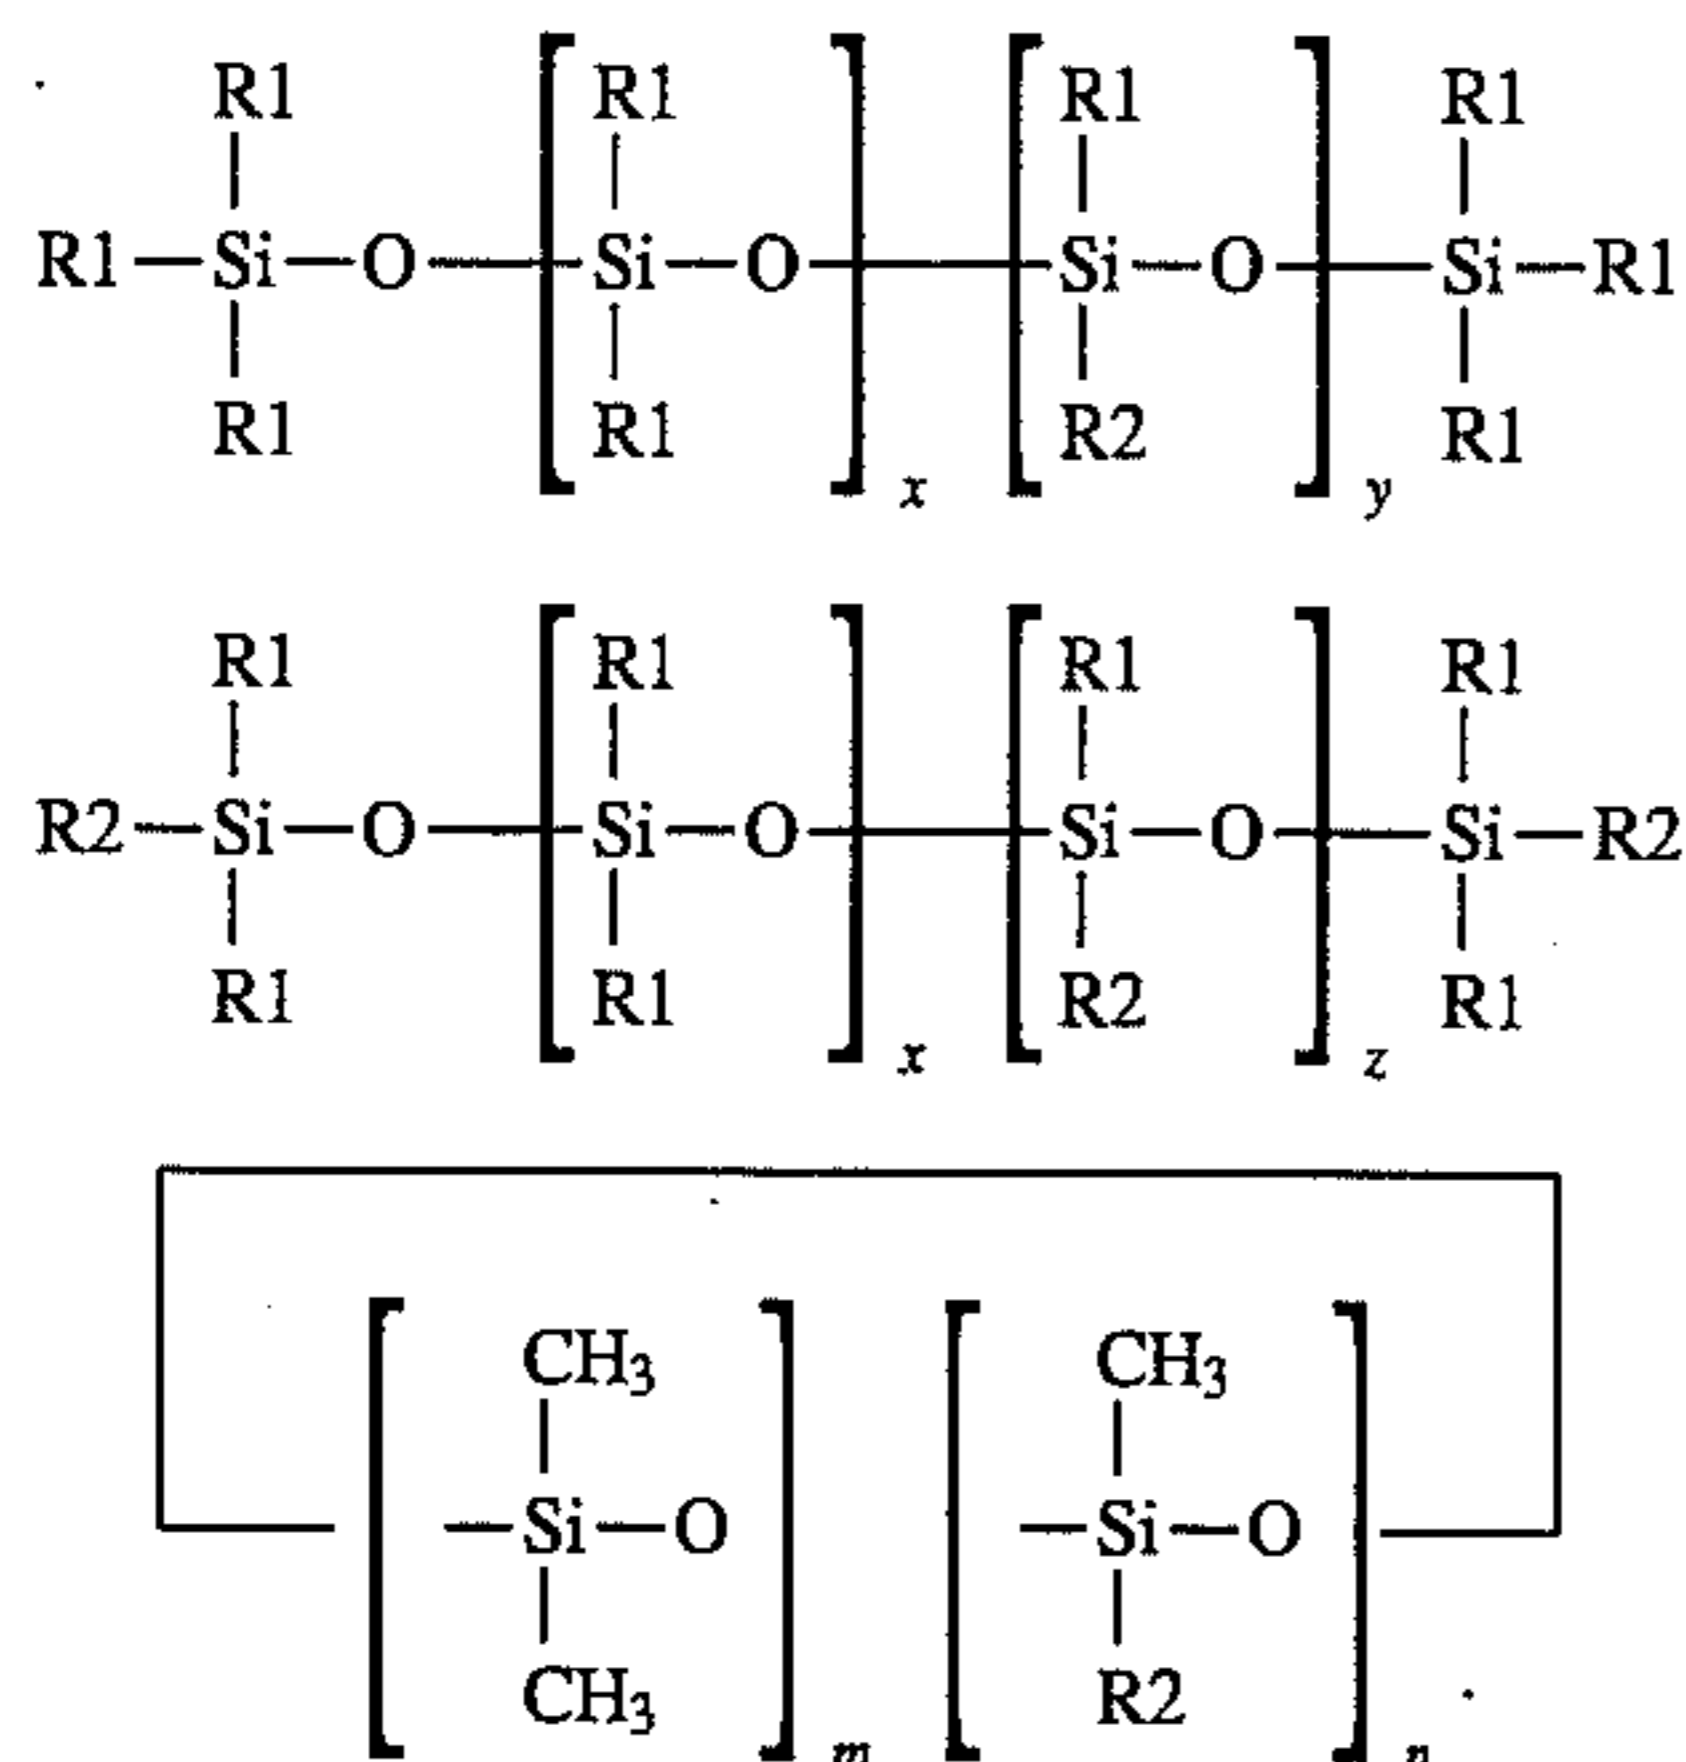 R1 R1 R1 R1
R1 Si O Si O Si O Si R1
R1 R1 R2 R1
x y
R1 R1 R1 R1
R2 Si O Si O Si O Si R2
R1 R1 R2 R1
x z
CH3 CH3
Si O Si O
CH3 R2
m n